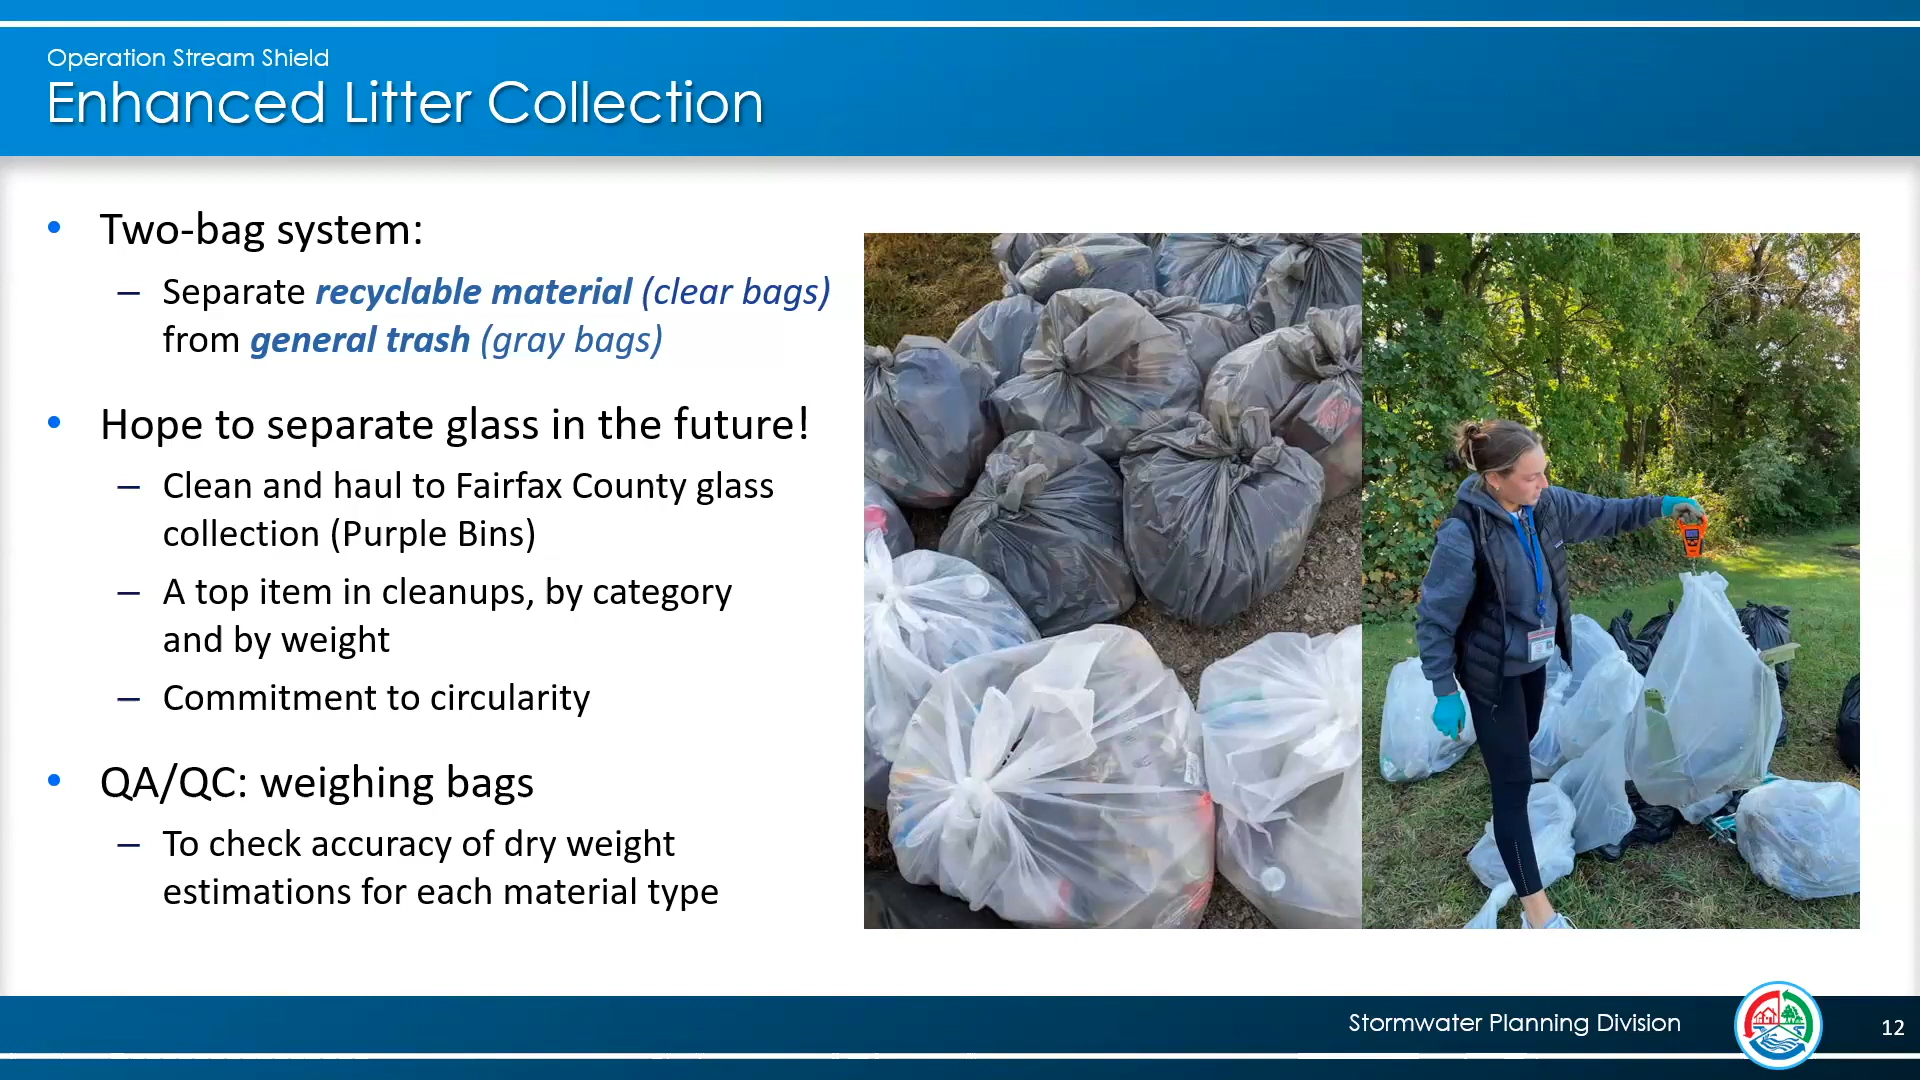 Operation Stream Shield
Enhanced Litter Collection
• Two-bag system:
– Separate recyclable material (clear bags)
from general trash (gray bags)
• Hope to separate glass in the future!
– Clean and haul to Fairfax County glass
collection (Purple Bins)
– A top item in cleanups, by category
and by weight
– Commitment to circularity
• QA/QC: weighing bags
– To check accuracy of dry weight
estimations for each material type
Stormwater Planning Division
12